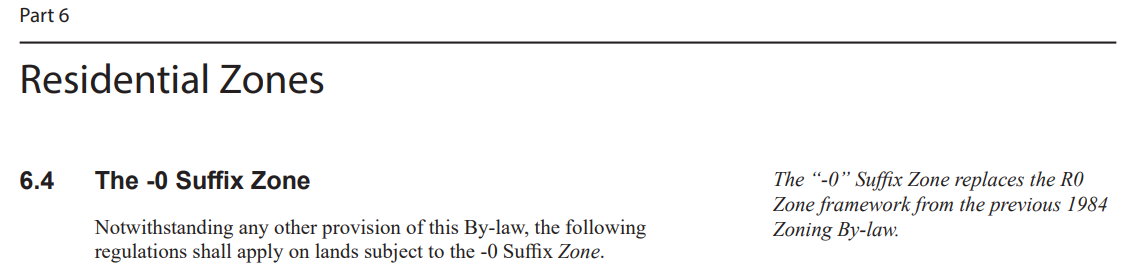 Part 6
Residential Zones
6.4 The -0 Suffix Zone
Notwithstanding any other provision of this By-law, the following
regulations shall apply on lands subject to the -0 Suffix Zone.
The “-0” Suffix Zone replaces the R0
Zone framework from the previous 1984
Zoning By-law.